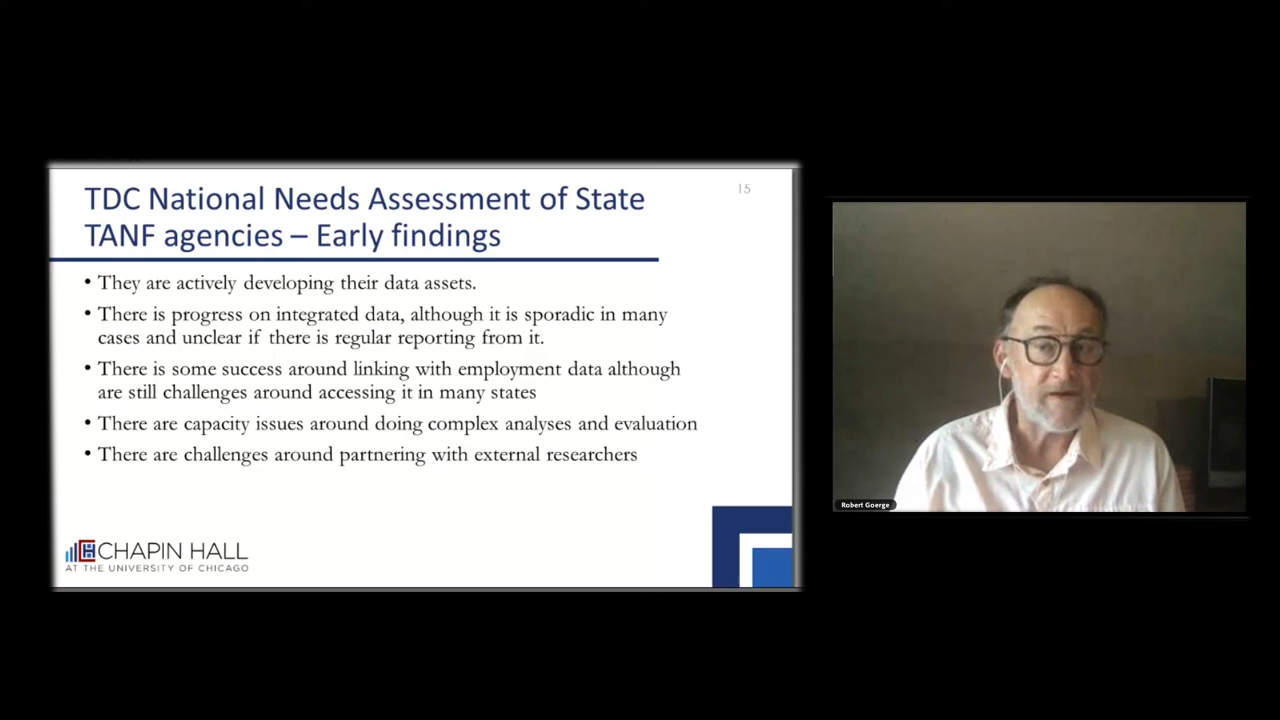 15
TDC National Needs Assessment of State
TANF agencies – Early findings
• They are actively developing their data assets.
• There is progress on integrated data, although it is sporadic in many
cases and unclear if there is regular reporting from it.
• There is some success around linking with employment data although
are still challenges around accessing it in many states
• There are capacity issues around doing complex analyses and evaluation
• There are challenges around partnering with external researchers
CHAPIN HALL
AT THE UNIVERSITY OF CHICAGO
Robert Goerge